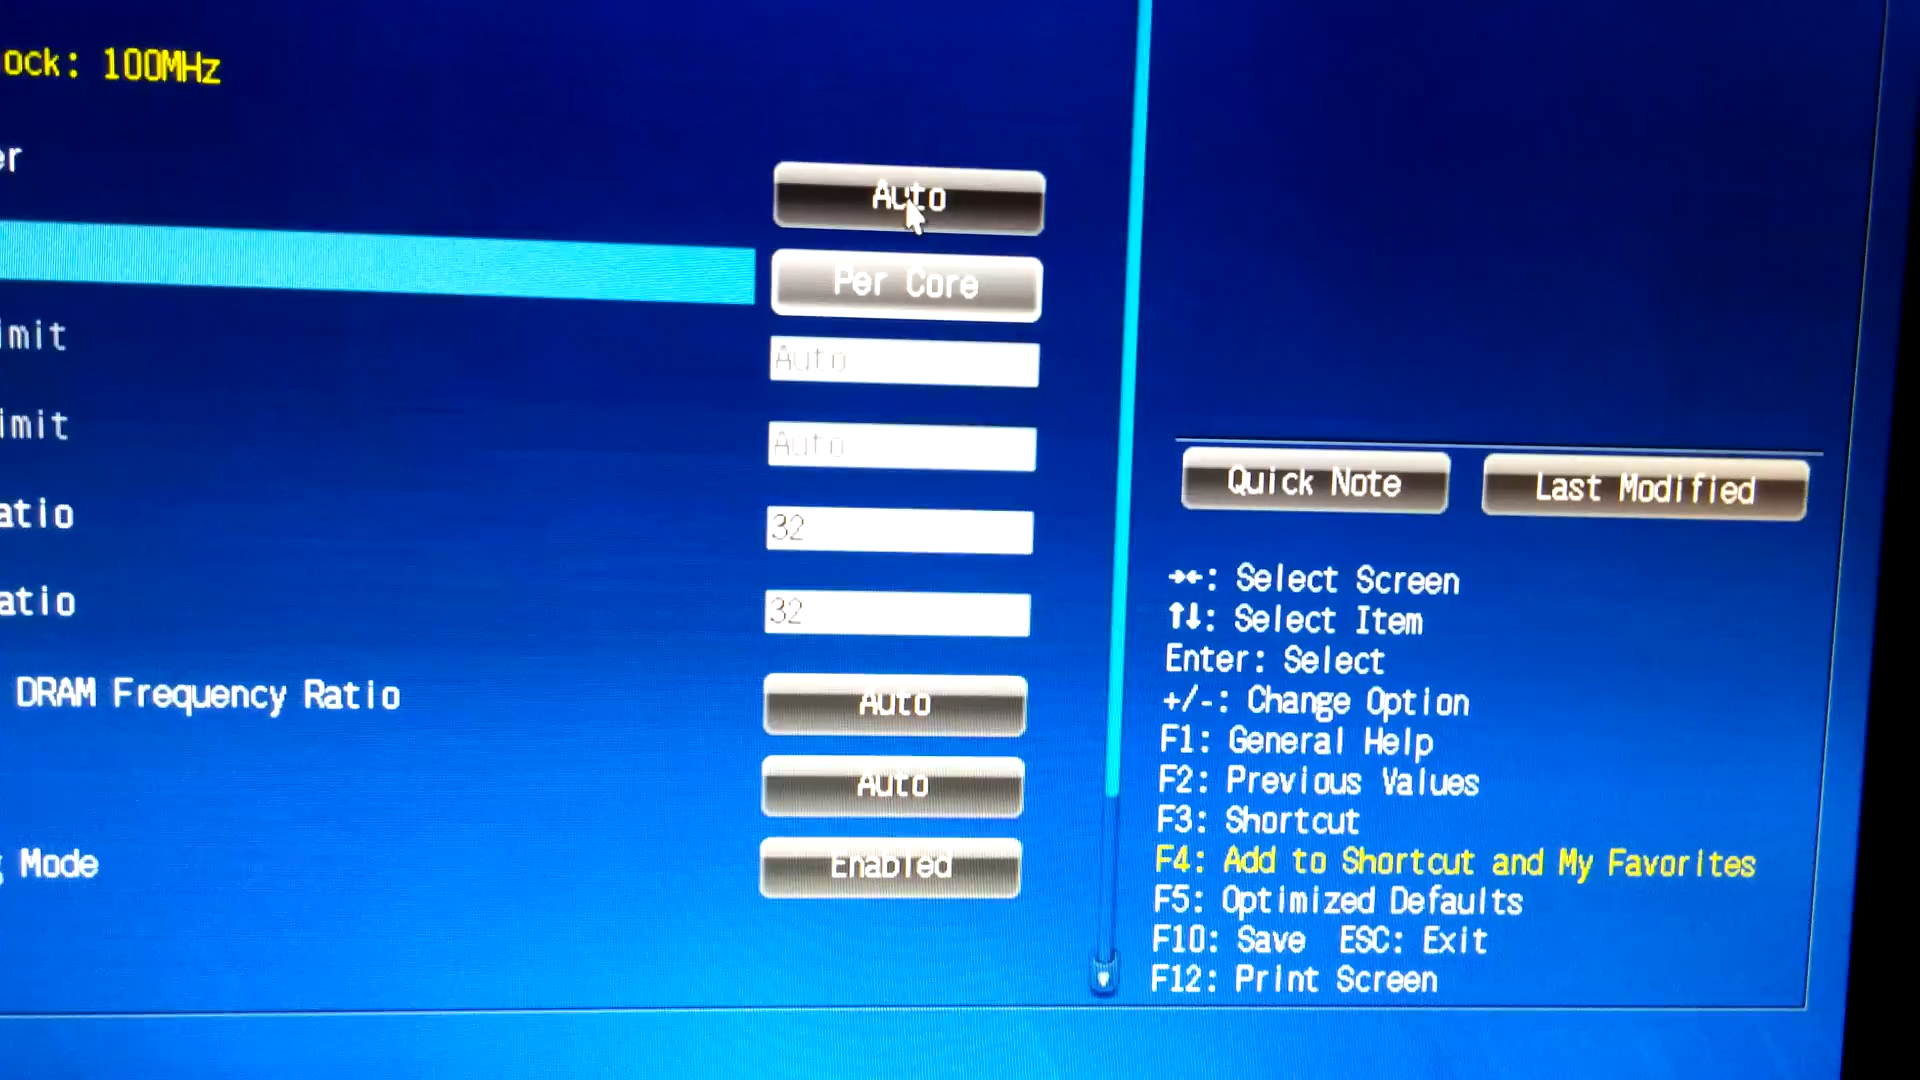 ock: 100MHz
er
Auto
Per Core
imit
Auto
imit
Auto
atio
32
atio
32
DRAM Frequency Ratio
Auto
Auto
g Mode
Enabled
Quick Note
Last Modified
→←: Select Screen
↑↓: Select Item
Enter: Select
+/-: Change Option
F1: General Help
F2: Previous Values
F3: Shortcut
F4: Add to Shortcut and My Favorites
F5: Optimized Defaults
F10: Save ESC: Exit
F12: Print Screen